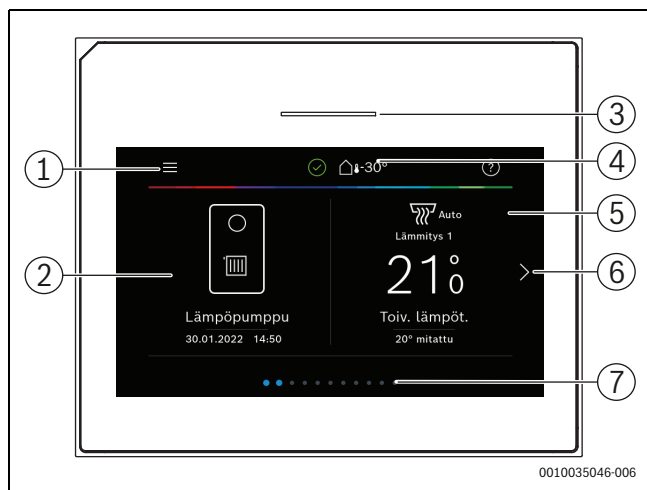 1
2
3
4
5
6
7
-30°
?
Auto
Lämmitys 1
21°0
Lämpöpumppu
30.01.2022 14:50
Toiv. lämpöt.
20° mitattu
0010035046-006